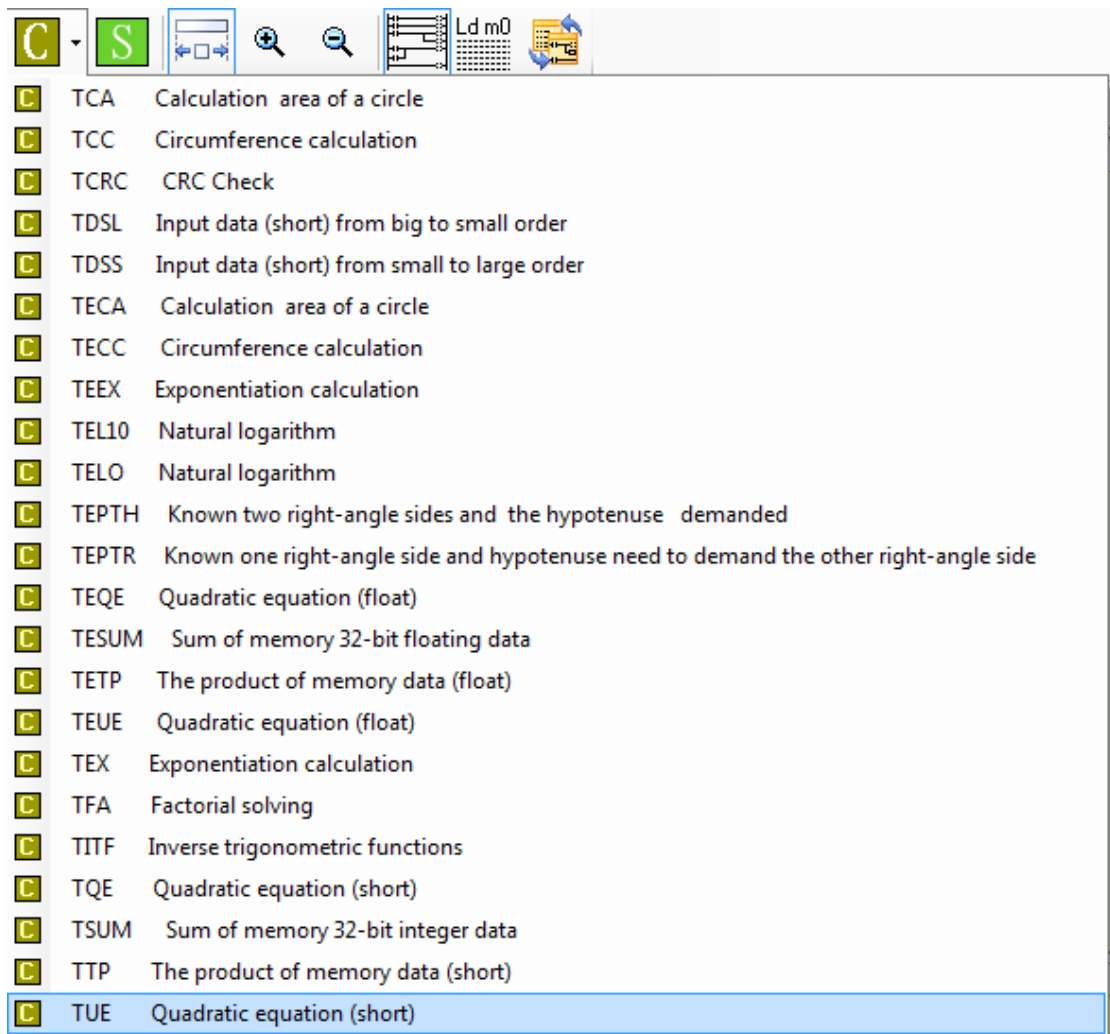 C S Ld m0
C TCA Calculation area of a circle
C TCC Circumference calculation
C TCRC CRC Check
C TDSL Input data (short) from big to small order
C TDSS Input data (short) from small to large order
C TECA Calculation area of a circle
C TECC Circumference calculation
C TEEX Exponentiation calculation
C TEL10 Natural logarithm
C TELO Natural logarithm
C TEPTH Known two right-angle sides and the hypotenuse demanded
C TEPTR Known one right-angle side and hypotenuse need to demand the other right-angle side
C TEQE Quadratic equation (float)
C TESUM Sum of memory 32-bit floating data
C TETP The product of memory data (float)
C TEUE Quadratic equation (float)
C TEX Exponentiation calculation
C TFA Factorial solving
C TITF Inverse trigonometric functions
C TQE Quadratic equation (short)
C TSUM Sum of memory 32-bit integer data
C TTP The product of memory data (short)
C TUE Quadratic equation (short)